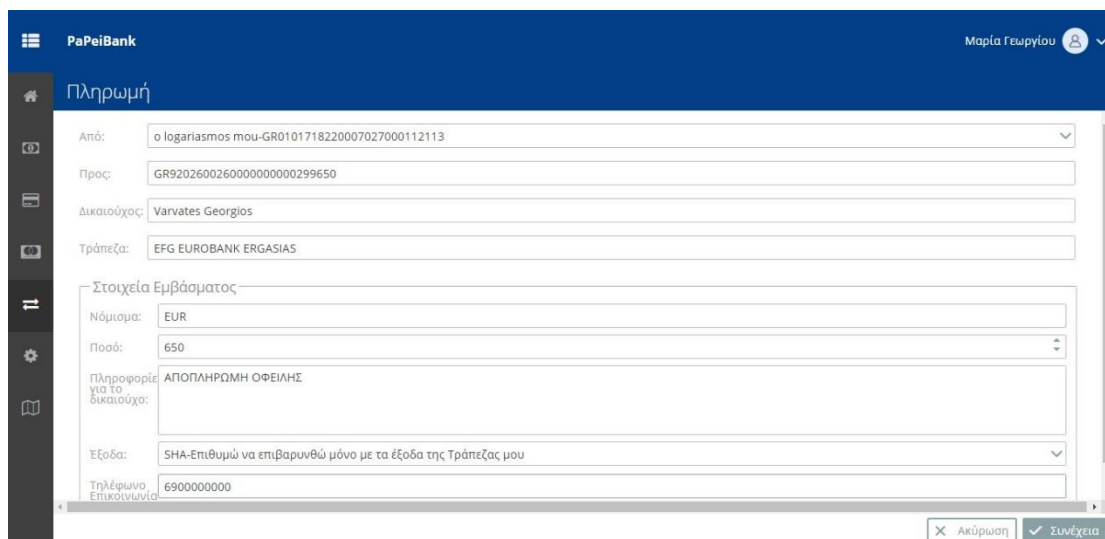 PaPeiBank
Μαρία Γεωργίου
Πληρωμή
Από: o logariasmos mou-GR0101718220007027000112113
Προς: GR9202600260000000000299650
Δικαιούχος: Varvates Georgios
Τράπεζα: EFG EUROBANK ERGASIAS
Στοιχεία Εμβάσματος
Νόμισμα: EUR
Ποσό: 650
Πληροφορίε ΑΠΟΠΛΗΡΩΜΗ ΟΦΕΙΛΗΣ
για το
δικαιούχο:
Έξοδα: SHA-Επιθυμώ να επιβαρυνθώ μόνο με τα έξοδα της Τράπεζας μου
Τηλέφωνο 6900000000
Επικοινωνία
Ακύρωση Συνέχεια